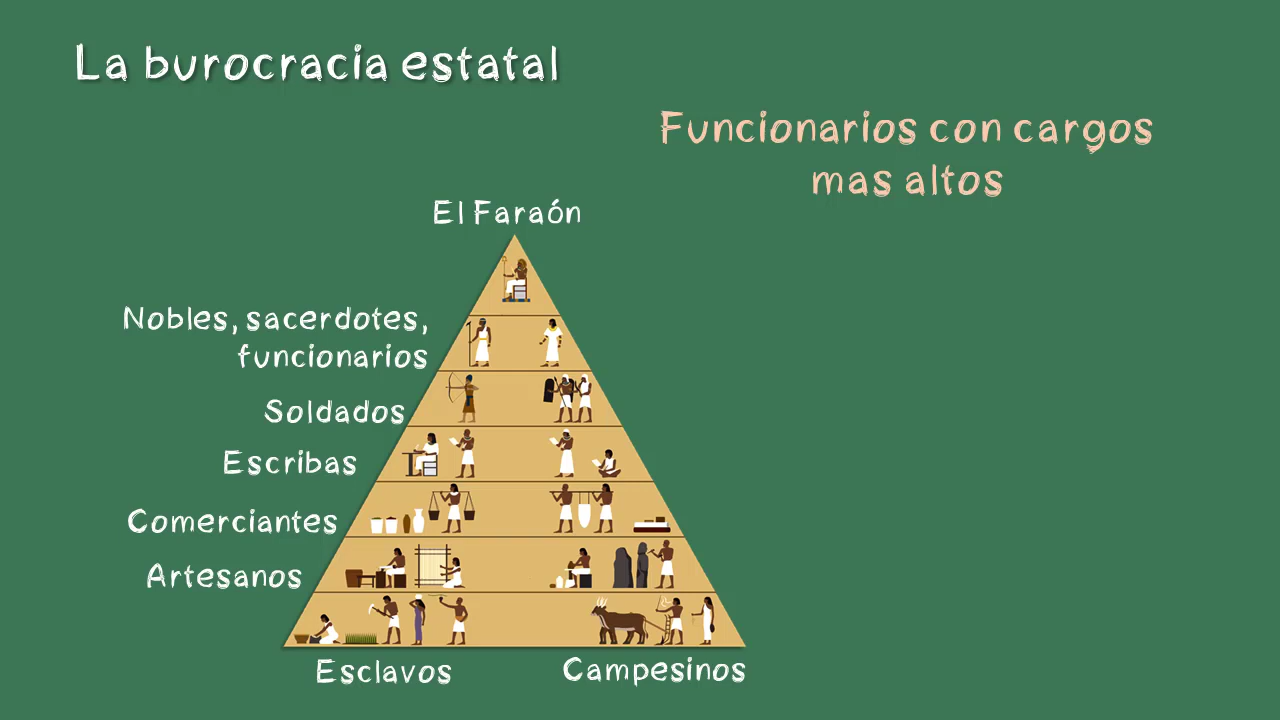 La burocracia estatal
Funcionarios con cargos
mas altos
El Faraón
Nobles, sacerdotes,
funcionarios
Soldados
Escribas
Comerciantes
Artesanos
Esclavos
Campesinos